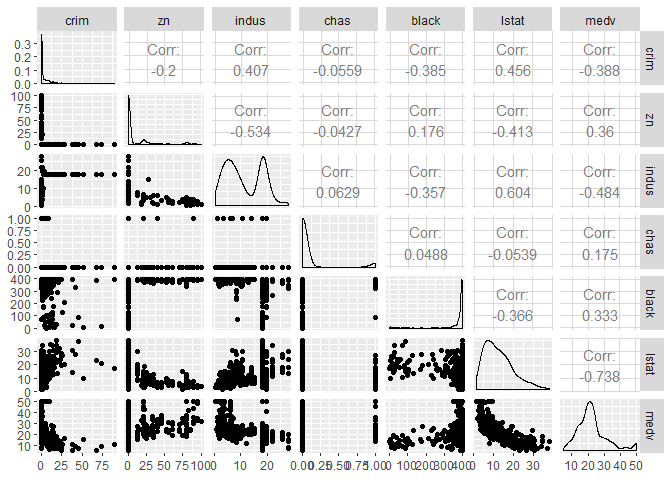 crim zn indus chas black lstat medv
0.3 Corr: Corr: Corr: Corr: Corr: Corr: crim
0.2
0.1 -0.2 0.407 -0.0559 -0.385 0.456 -0.388
0.0
100 Corr: Corr: Corr: Corr: Corr: zn
75
50
25 -0.534 -0.0427 0.176 -0.413 0.36
0
20 Corr: Corr: Corr: Corr: indus
10 0.0629 -0.357 0.604 -0.484
0
1.00 Corr: Corr: Corr: chas
0.75
0.50
0.25 0.0488 -0.0539 0.175
0.00
400 Corr: Corr: black
300
200
100 -0.366 0.333
0
30 Corr: lstat
20
10 -0.738
50 medv
40
30
20
10
0 25 50 75 0 25 50 75 100 0 10 20 0.00 0.25 0.50 0.75 1.00 0 100 200 300 400 0 10 20 30 10 20 30 40 50